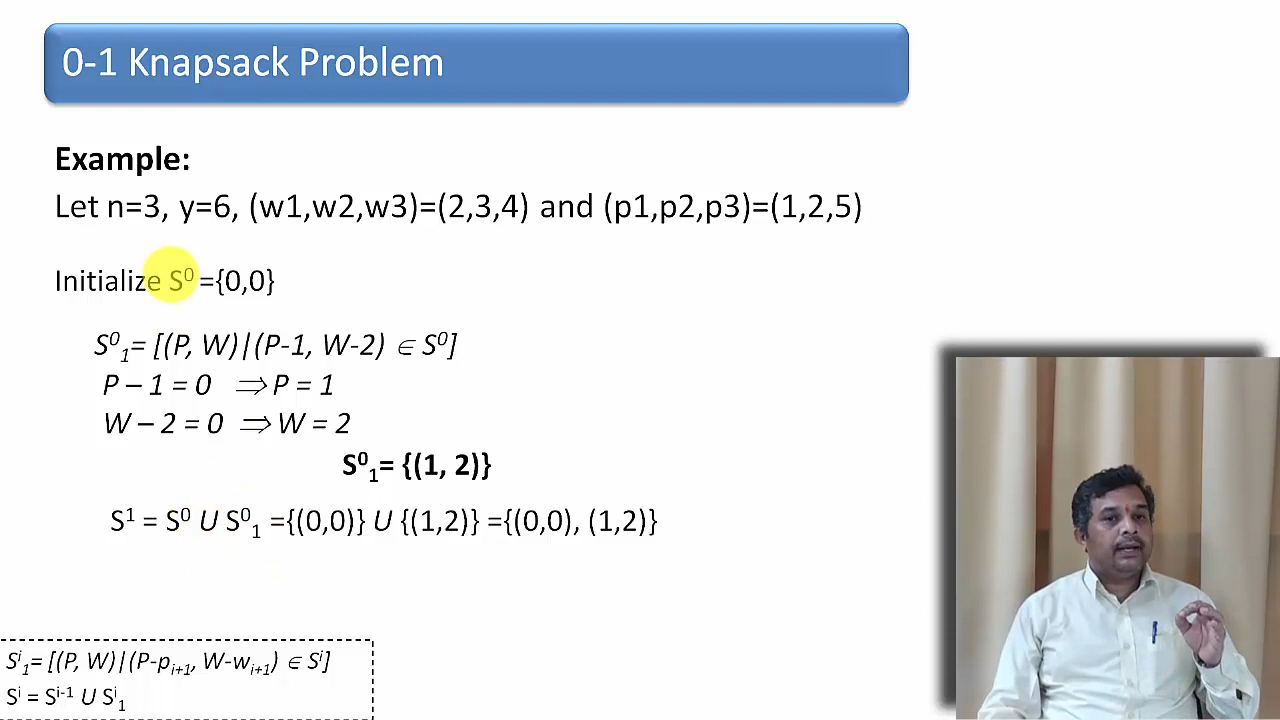 0-1 Knapsack Problem
Example:
Let n=3, y=6, (w1,w2,w3)=(2,3,4) and (p1,p2,p3)=(1,2,5)
Initialize S⁰ ={0,0}
S⁰₁= [(P, W)|(P-1, W-2) ∈ S⁰]
P – 1 = 0 ⇒ P = 1
W – 2 = 0 ⇒ W = 2
S⁰₁= {(1, 2)}
S¹ = S⁰ U S⁰₁ ={(0,0)} U {(1,2)} ={(0,0), (1,2)}
Sⁱ₁= [(P, W)|(P-pᵢ₊₁, W-wᵢ₊₁) ∈ Sⁱ]
Sⁱ = Sⁱ⁻¹ U Sⁱ₁